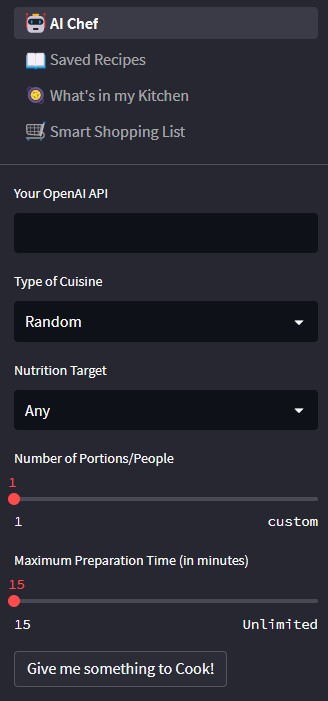 AI Chef
Saved Recipes
What's in my Kitchen
Smart Shopping List
Your OpenAI API
Type of Cuisine
Random
Nutrition Target
Any
Number of Portions/People
1
1 custom
Maximum Preparation Time (in minutes)
15
15 Unlimited
Give me something to Cook!